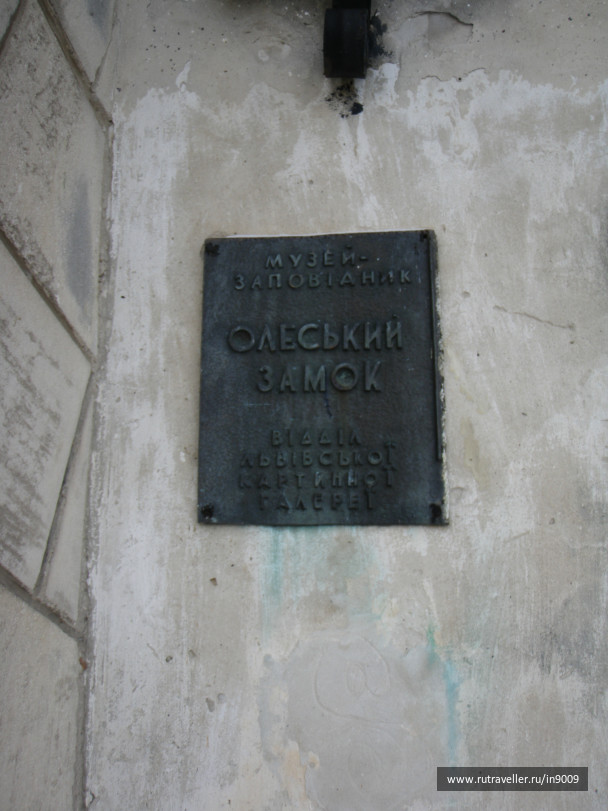 МУЗЕЙ-
ЗАПОВІДНИК
ОЛЕСЬКИЙ
ЗАМОК
ВІДДІЛ
ЛЬВІВСЬКОЇ
КАРТИННОЇ
ГАЛЕРЕЇ
www.rutraveller.ru/in9009